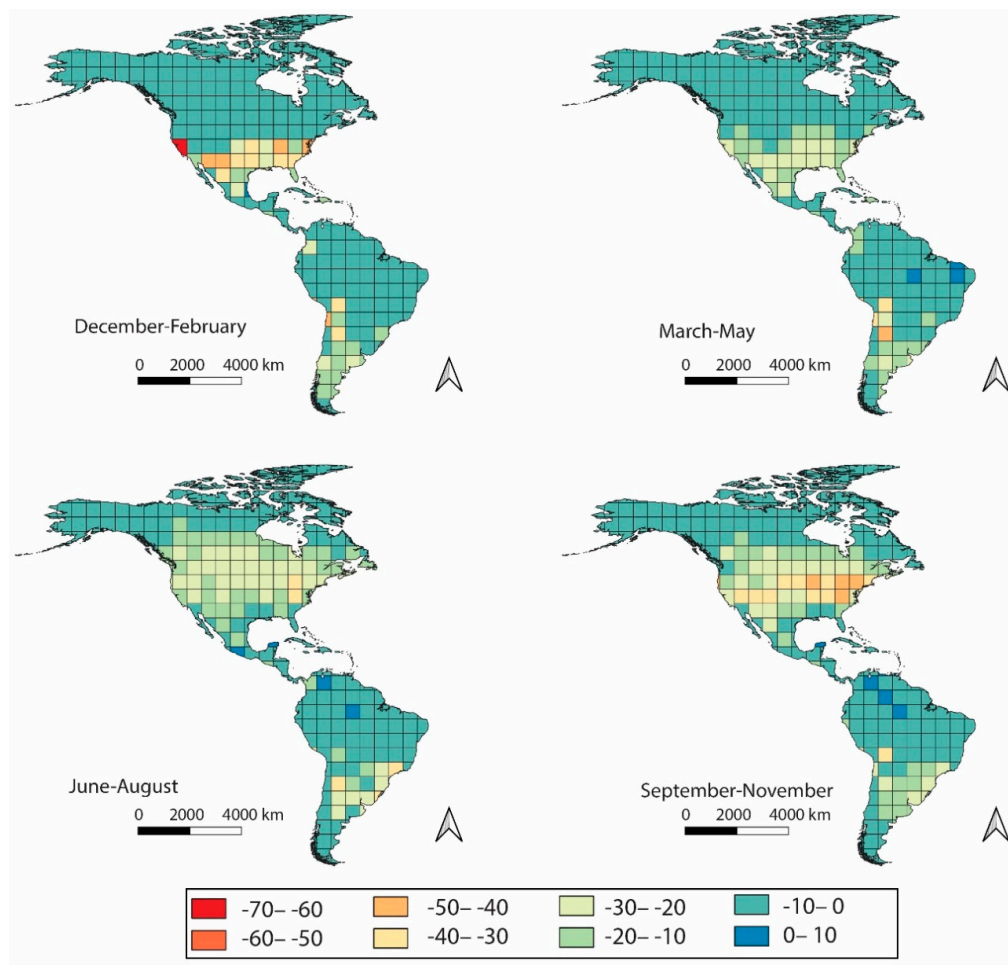 December-February
0 2000 4000 km
March-May
0 2000 4000 km
June-August
0 2000 4000 km
September-November
0 2000 4000 km
-70– -60 -50– -40 -30– -20 -10– 0
-60– -50 -40– -30 -20– -10 0– 10